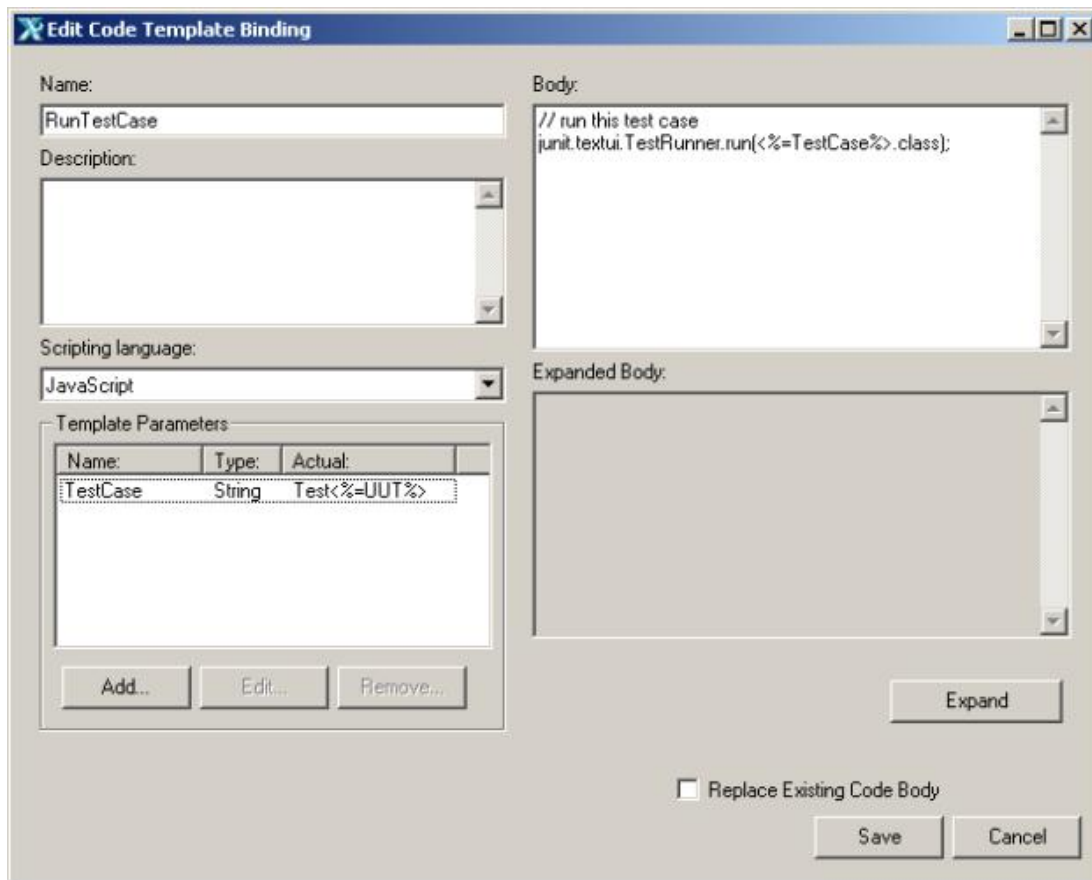 Edit Code Template Binding
Name:
RunTestCase
Description:
Scripting language:
JavaScript
Template Parameters
Name: Type: Actual:
TestCase String Test<%=UUT%>
Add... Edit... Remove...
Body:
// run this test case
junit.textui.TestRunner.run(<%=TestCase%>.class);
Expanded Body:
Expand
Replace Existing Code Body
Save Cancel